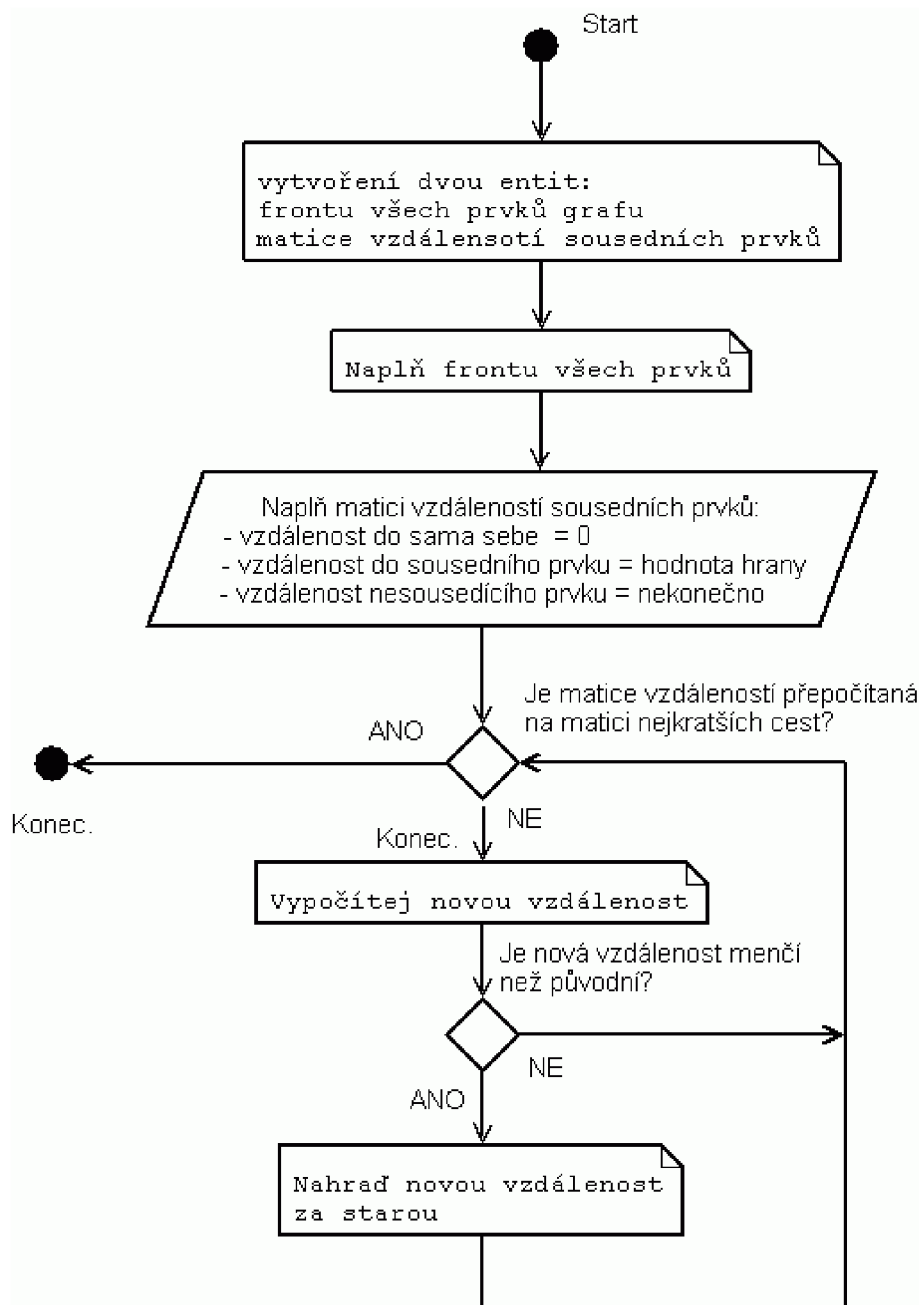 Start
vytvoření dvou entit:
frontu všech prvků grafu
matice vzdálensotí sousedních prvků
Naplň frontu všech prvků
Naplň matici vzdáleností sousedních prvků:
- vzdálenost do sama sebe = 0
- vzdálenost do sousedního prvku = hodnota hrany
- vzdálenost nesousedícího prvku = nekonečno
Je matice vzdáleností přepočítaná
na matici nejkratších cest?
ANO
Konec.
NE
Konec.
Vypočítej novou vzdálenost
Je nová vzdálenost menčí
než původní?
NE
ANO
Nahraď novou vzdálenost
za starou